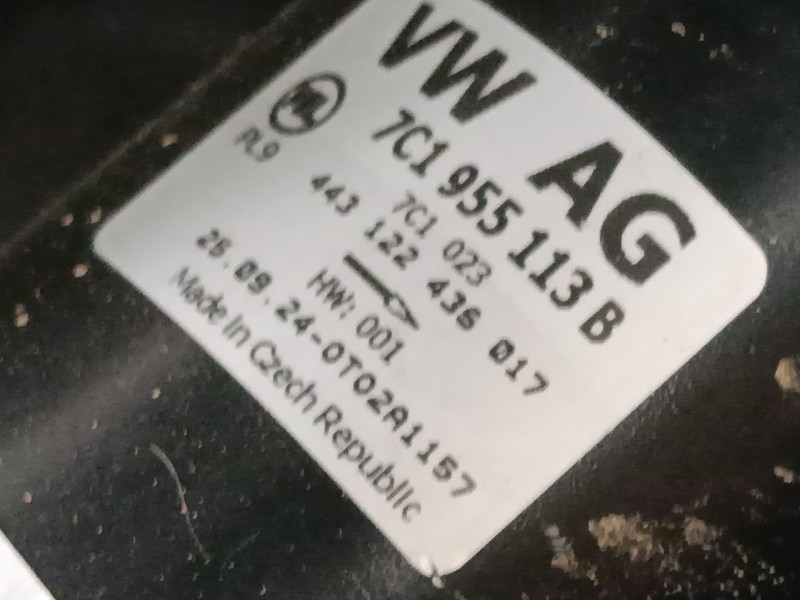 VW AG
7C1 955 113 B
PL9
7C1 023
443 122 436 017
HW: 001
25.09.24-0T02A1157
Made In Czech Republic